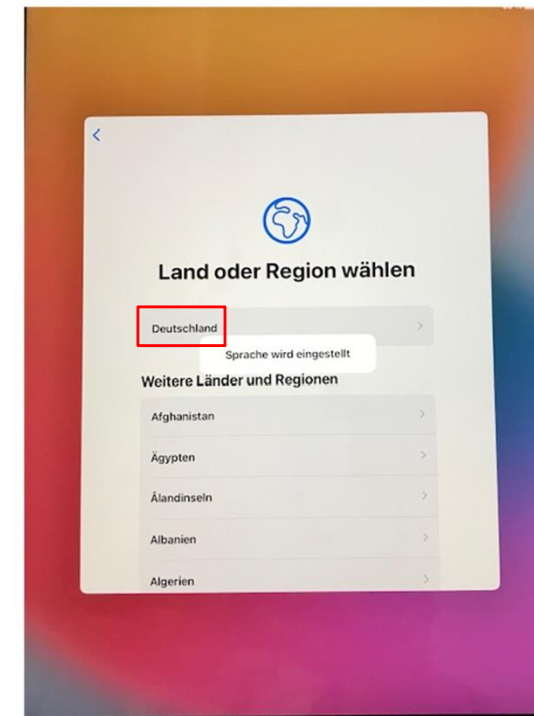 Land oder Region wählen
Deutschland
Sprache wird eingestellt
Weitere Länder und Regionen
Afghanistan
Ägypten
Ålandinseln
Albanien
Algerien